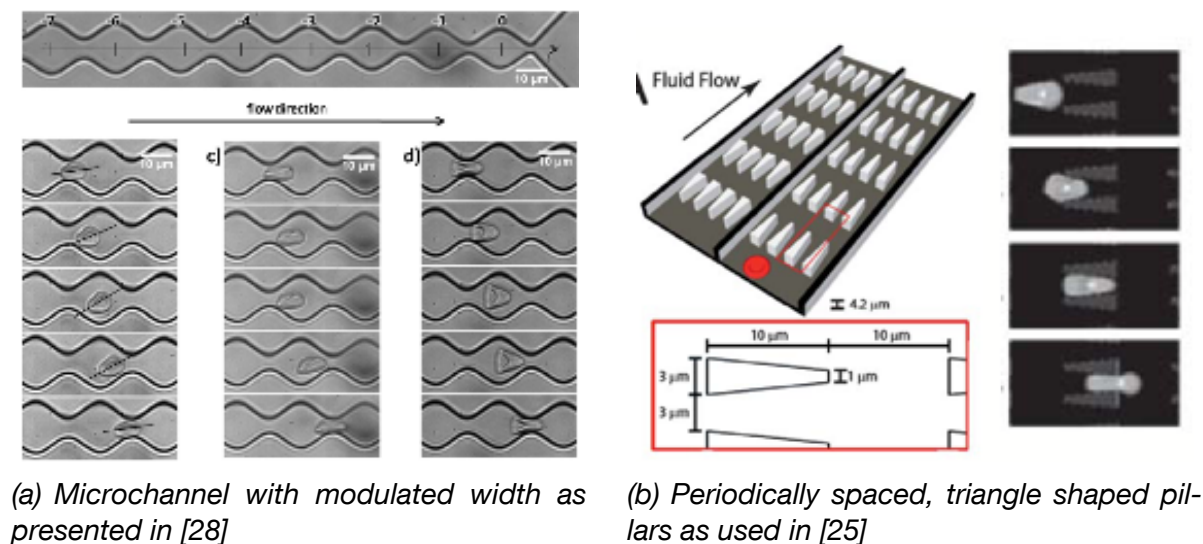 -7 -6 -5 -4 -3 -2 -1 0
10 µm
flow direction
10 µm
c)
10 µm
d)
10 µm
Fluid Flow
4.2 µm
10 µm 10 µm
3 µm
1 µm
3 µm
(a) Microchannel with modulated width as
presented in [28]
(b) Periodically spaced, triangle shaped pil-
lars as used in [25]